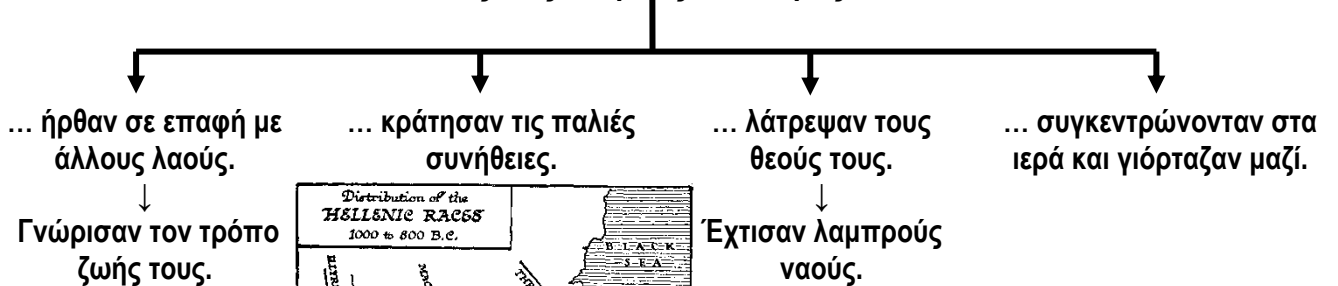 ... ήρθαν σε επαφή με
άλλους λαούς.
↓
Γνώρισαν τον τρόπο
ζωής τους.
... κράτησαν τις παλιές
συνήθειες.
Distribution of the
HELLENIC RACES
1000 to 800 B.C.
BLACK
SEA
... λάτρεψαν τους
θεούς τους.
↓
Έχτισαν λαμπρούς
ναούς.
... συγκεντρώνονταν στα
ιερά και γιόρταζαν μαζί.